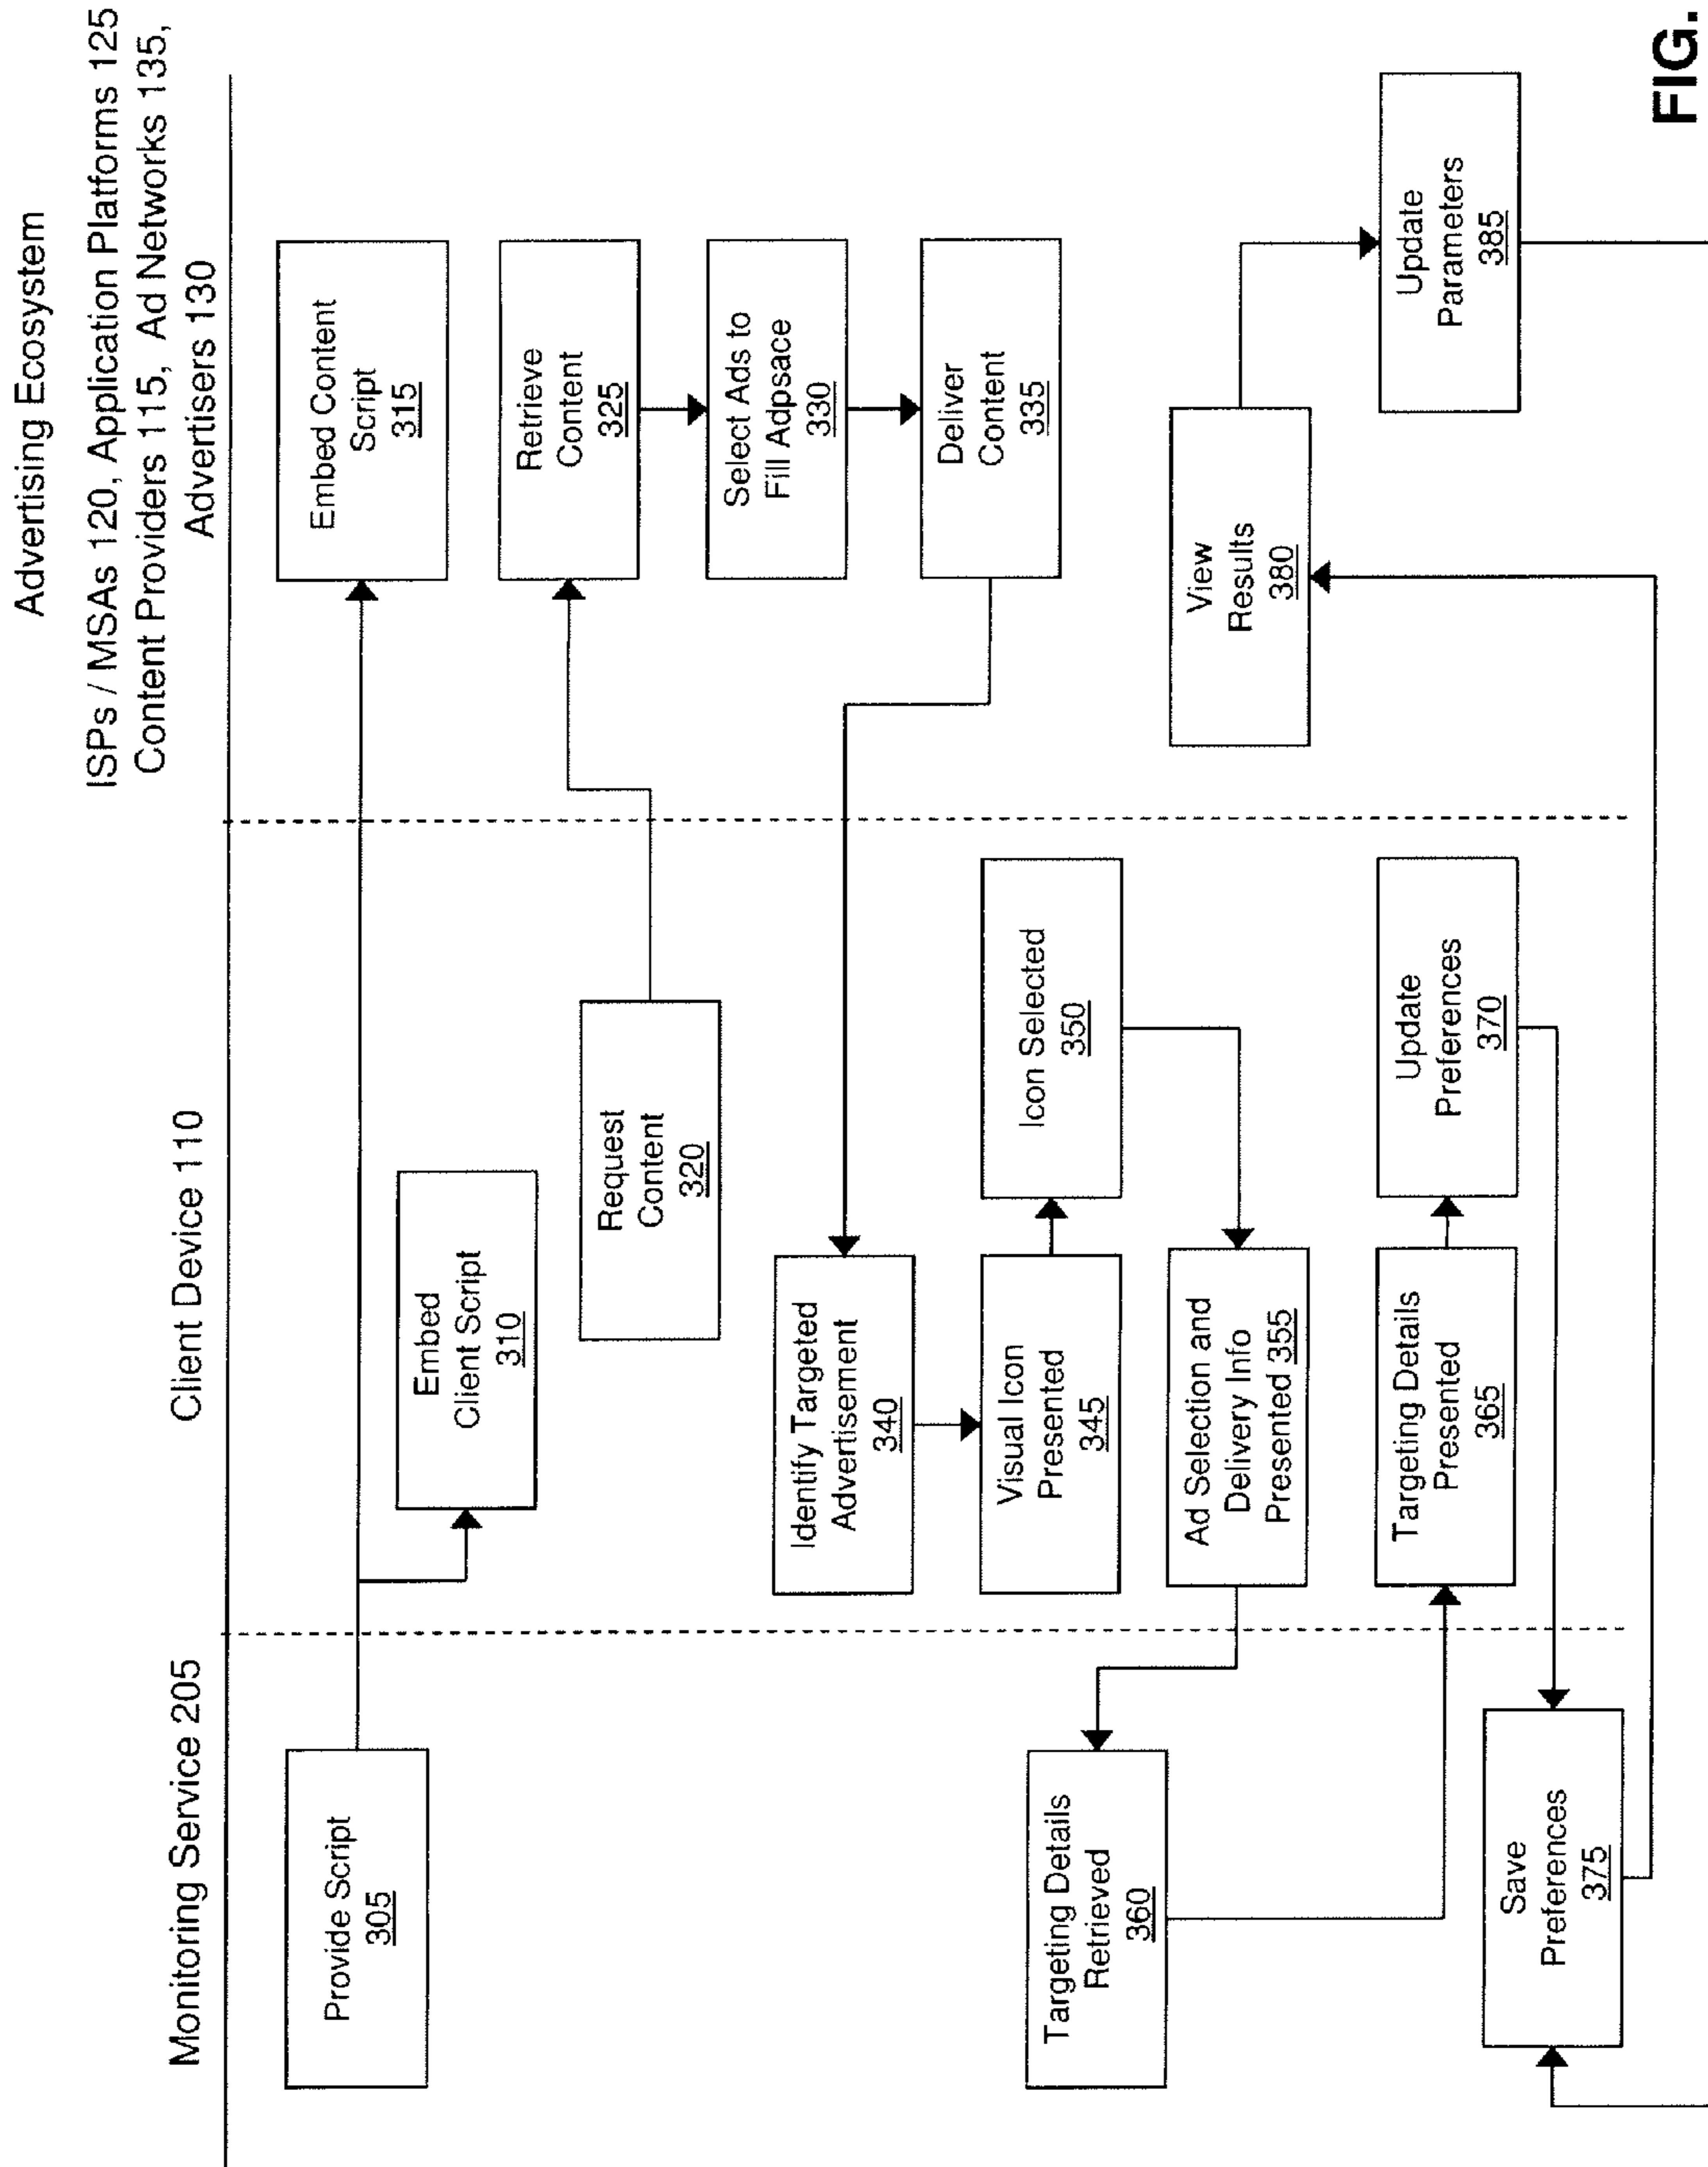 Advertising Ecosystem
ISPs / MSAs 120, Application Platforms 125
Content Providers 115, Ad Networks 135,
Advertisers 130
Client Device 110
Monitoring Service 205
Provide Script
305
Embed
Client Script
310
Embed Content
Script
315
Request
Content
320
Retrieve
Content
325
Select Ads to
Fill Adpsace
330
Deliver
Content
335
Identify Targeted
Advertisement
340
Visual Icon
Presented
345
Icon Selected
350
Ad Selection and
Delivery Info
Presented 355
Targeting Details
Retrieved
360
Targeting Details
Presented
365
Update
Preferences
370
Save
Preferences
375
View
Results
380
Update
Parameters
385
FIG.